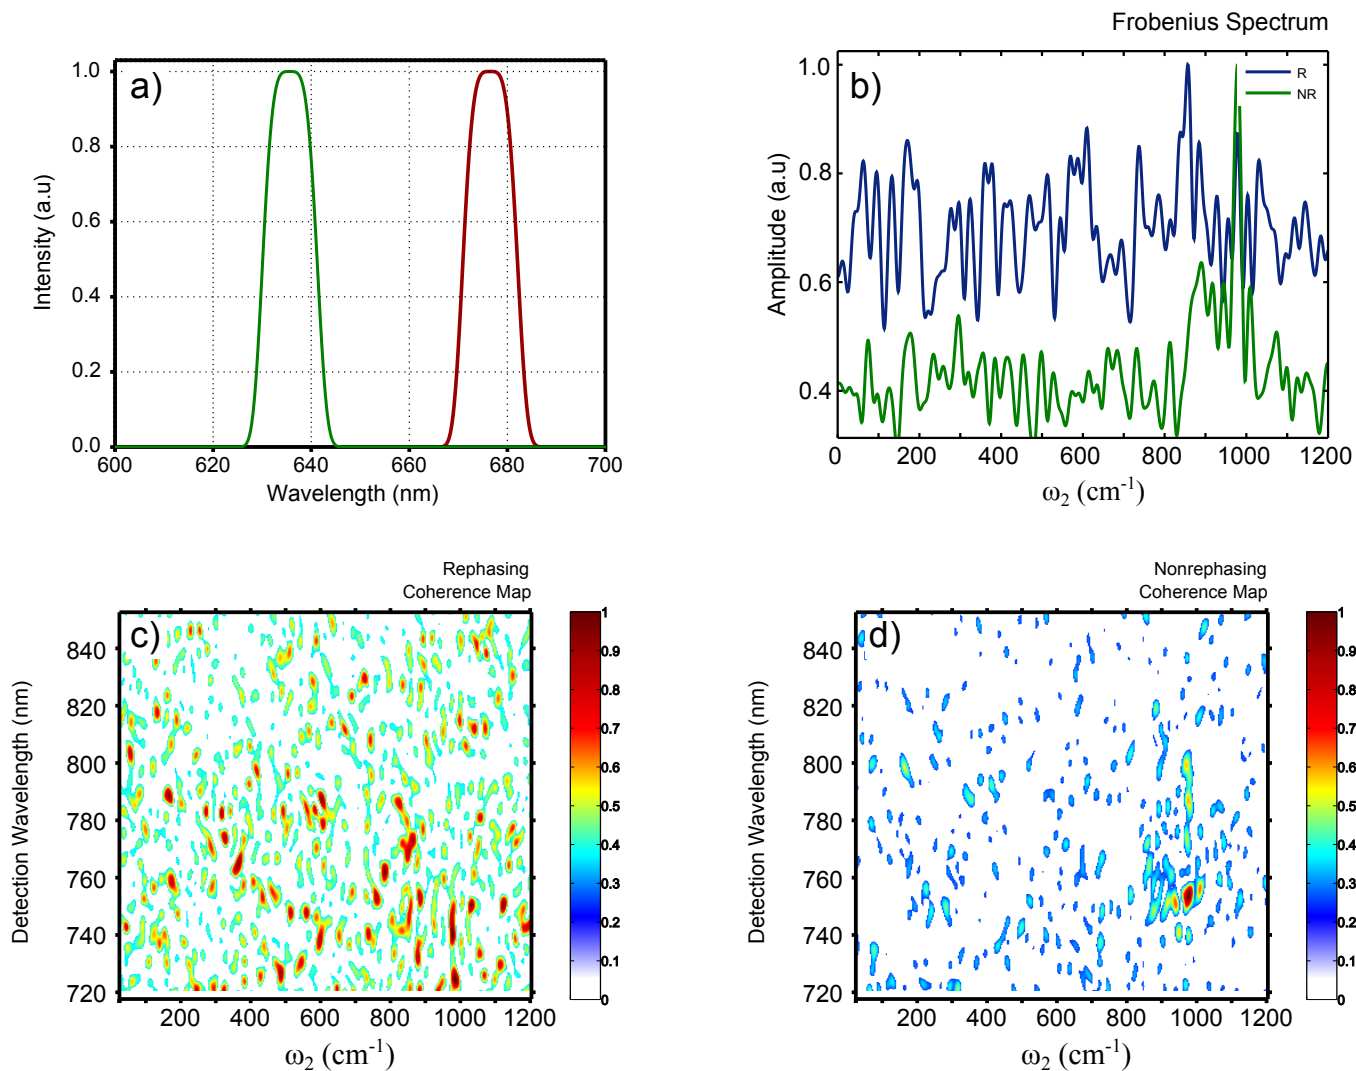 Frobenius Spectrum
a)
1.0
0.8
0.6
0.4
0.2
0.0
600 620 640 660 680 700
Intensity (a.u)
Wavelength (nm)
b)
R
NR
1.0
0.8
0.6
0.4
0 200 400 600 800 1000 1200
Amplitude (a.u)
ω2 (cm-1)
Rephasing
Coherence Map
c)
840
820
800
780
760
740
720
200 400 600 800 1000 1200
Detection Wavelength (nm)
ω2 (cm-1)
1
0.9
0.8
0.7
0.6
0.5
0.4
0.3
0.2
0.1
0
Nonrephasing
Coherence Map
d)
840
820
800
780
760
740
720
200 400 600 800 1000 1200
Detection Wavelength (nm)
ω2 (cm-1)
1
0.9
0.8
0.7
0.6
0.5
0.4
0.3
0.2
0.1
0